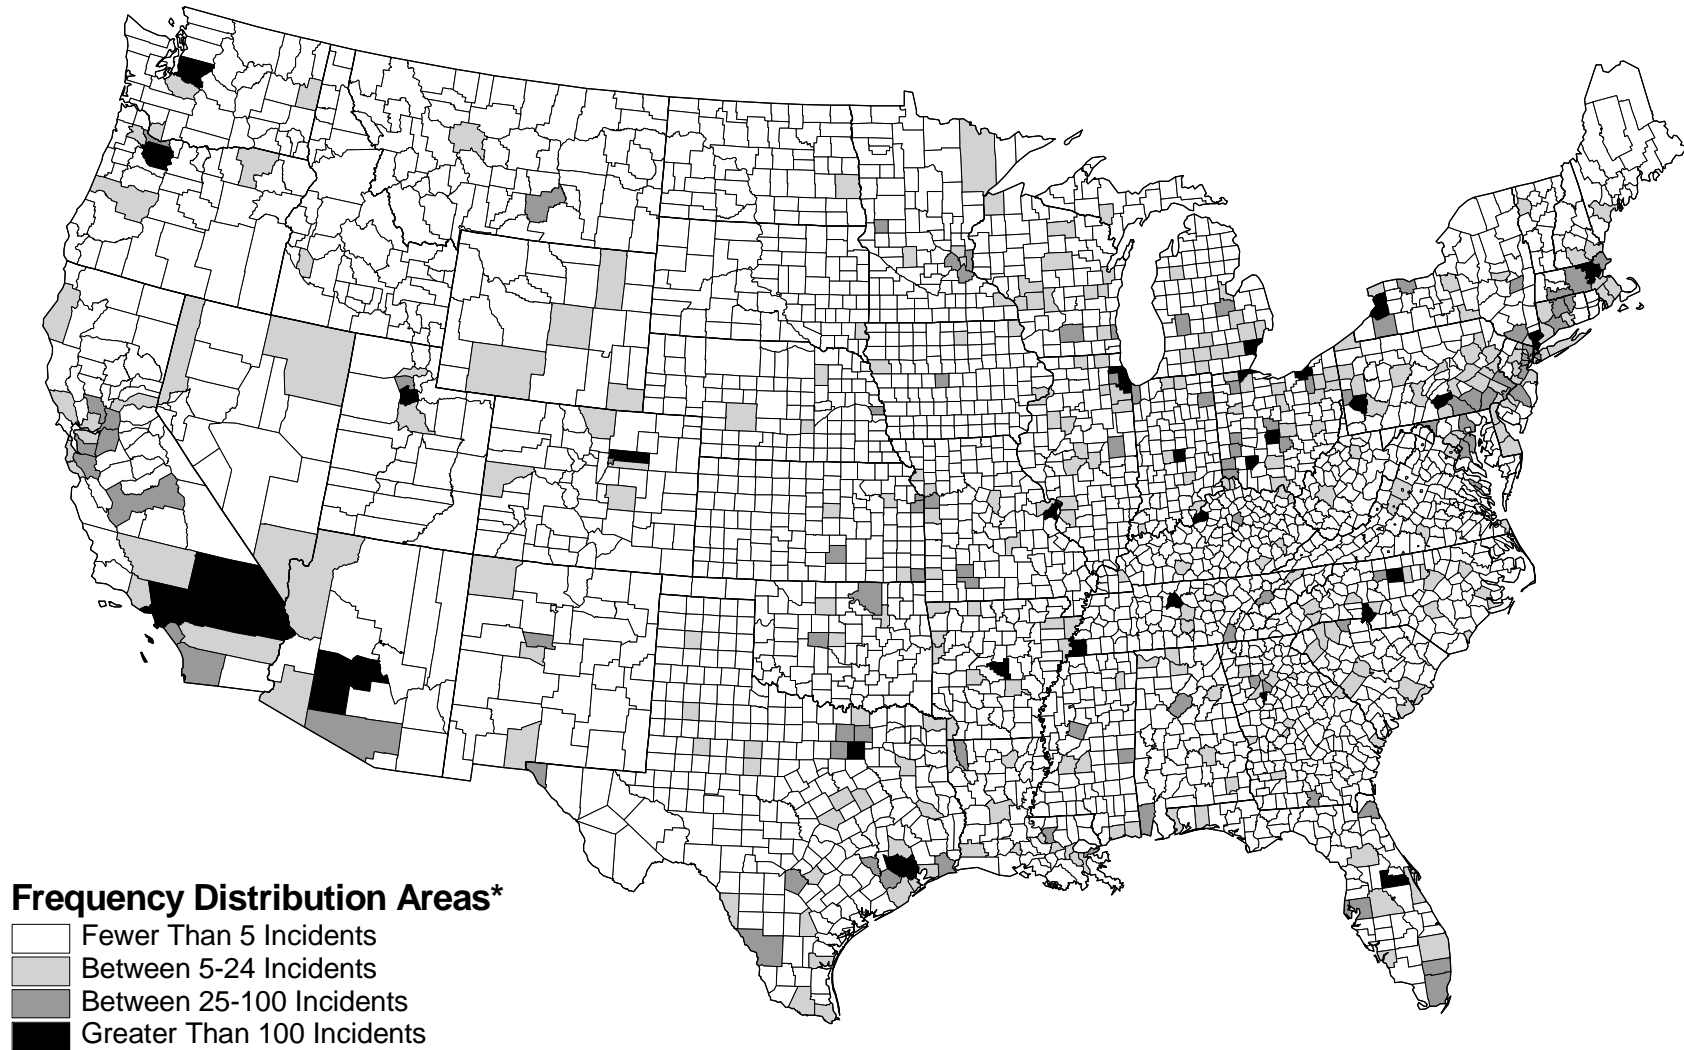 Frequency Distribution Areas*
Fewer Than 5 Incidents
Between 5-24 Incidents
Between 25-100 Incidents
Greater Than 100 Incidents